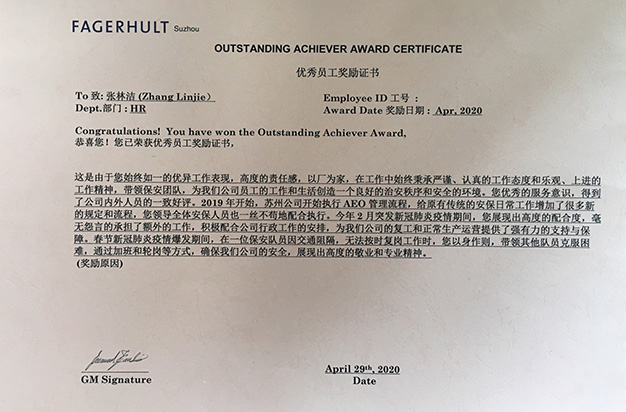 FAGERHULT Suzhou
OUTSTANDING ACHIEVER AWARD CERTIFICATE
优秀员工奖励证书
To 致: 张林洁 (Zhang Linjie） Employee ID 工号 :
Dept.部门 : HR Award Date 奖励日期 : Apr, 2020
Congratulations! You have won the Outstanding Achiever Award,
恭喜您！您已荣获优秀员工奖励证书，
这是由于您始终如一的优异工作表现，高度的责任感，以厂为家，在工作中始终秉承严谨、认真的工作态度和乐观、上进的
工作精神，带领保安团队，为我们公司员工的工作和生活创造一个良好的治安秩序和安全的环境。您优秀的服务意识，得到
了公司内外人员的一致好评。2019 年开始，苏州公司开始执行 AEO 管理流程，给原有传统的安保日常工作增加了很多新
的规定和流程，您领导全体安保人员也一丝不苟地配合执行。今年 2 月突发新冠肺炎疫情期间，您展现出高度的配合度，毫
无怨言的承担了额外的工作，积极配合公司行政工作的安排，为我们公司的复工和正常生产运营提供了强有力的支持与保
障。春节新冠肺炎疫情爆发期间，在一位保安队员因交通阻隔，无法按时复岗工作时，您以身作则，带领其他队员克服困
难，通过加班和轮岗等方式，确保我们公司的安全，展现出高度的敬业和专业精神。
(奖励原因)
GM Signature
April 29th, 2020
Date